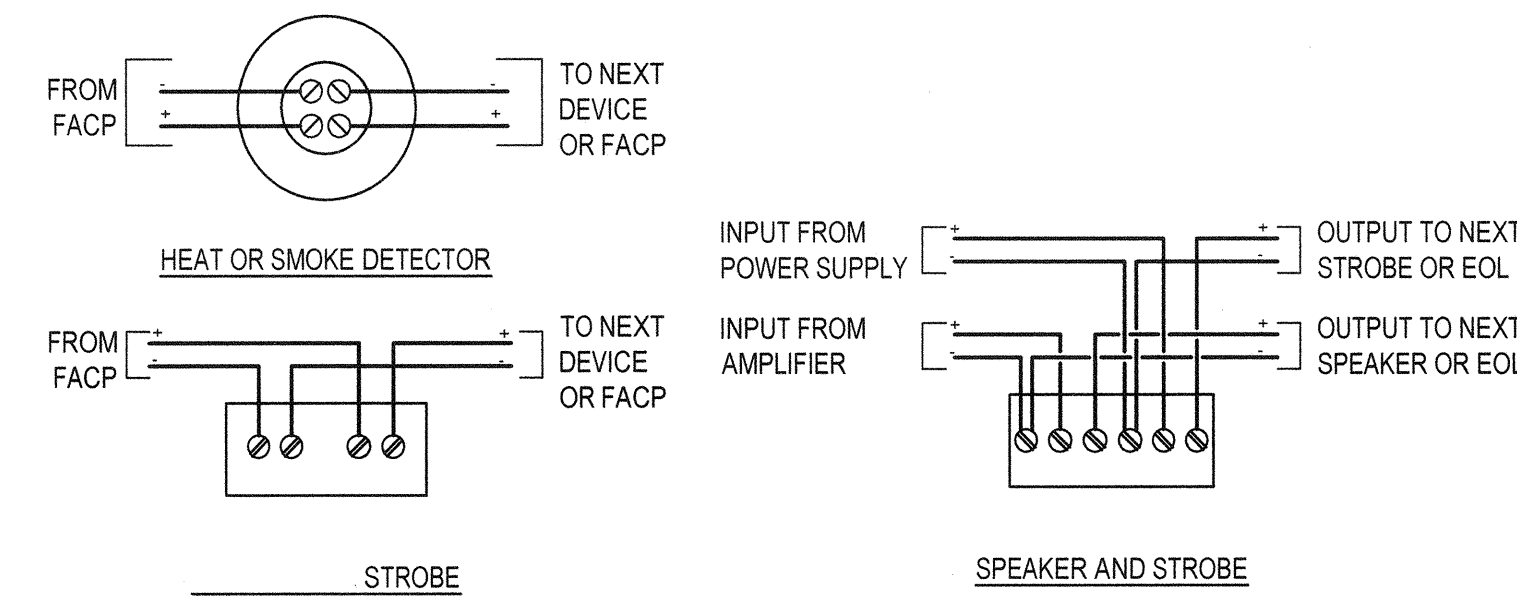 FROM
FACP
-
+
-
+
TO NEXT
DEVICE
OR FACP
HEAT OR SMOKE DETECTOR
FROM
FACP
+
-
+
-
TO NEXT
DEVICE
OR FACP
STROBE
INPUT FROM
POWER SUPPLY
+
-
+
-
OUTPUT TO NEXT
STROBE OR EOL
INPUT FROM
AMPLIFIER
+
-
+
-
OUTPUT TO NEXT
SPEAKER OR EOL
SPEAKER AND STROBE